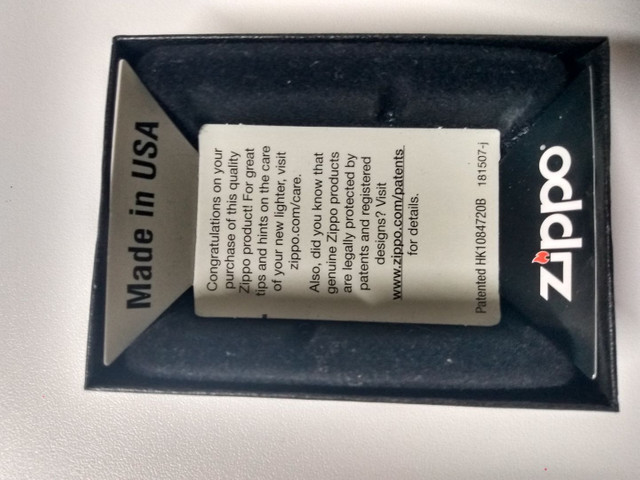 Made in USA
Congratulations on your
purchase of this quality
Zippo product! For great
tips and hints on the care
of your new lighter, visit
zippo.com/care.
Also, did you know that
genuine Zippo products
are legally protected by
patents and registered
designs? Visit
www.zippo.com/patents
for details.
Patented HK1084720B 181507-j
zippo